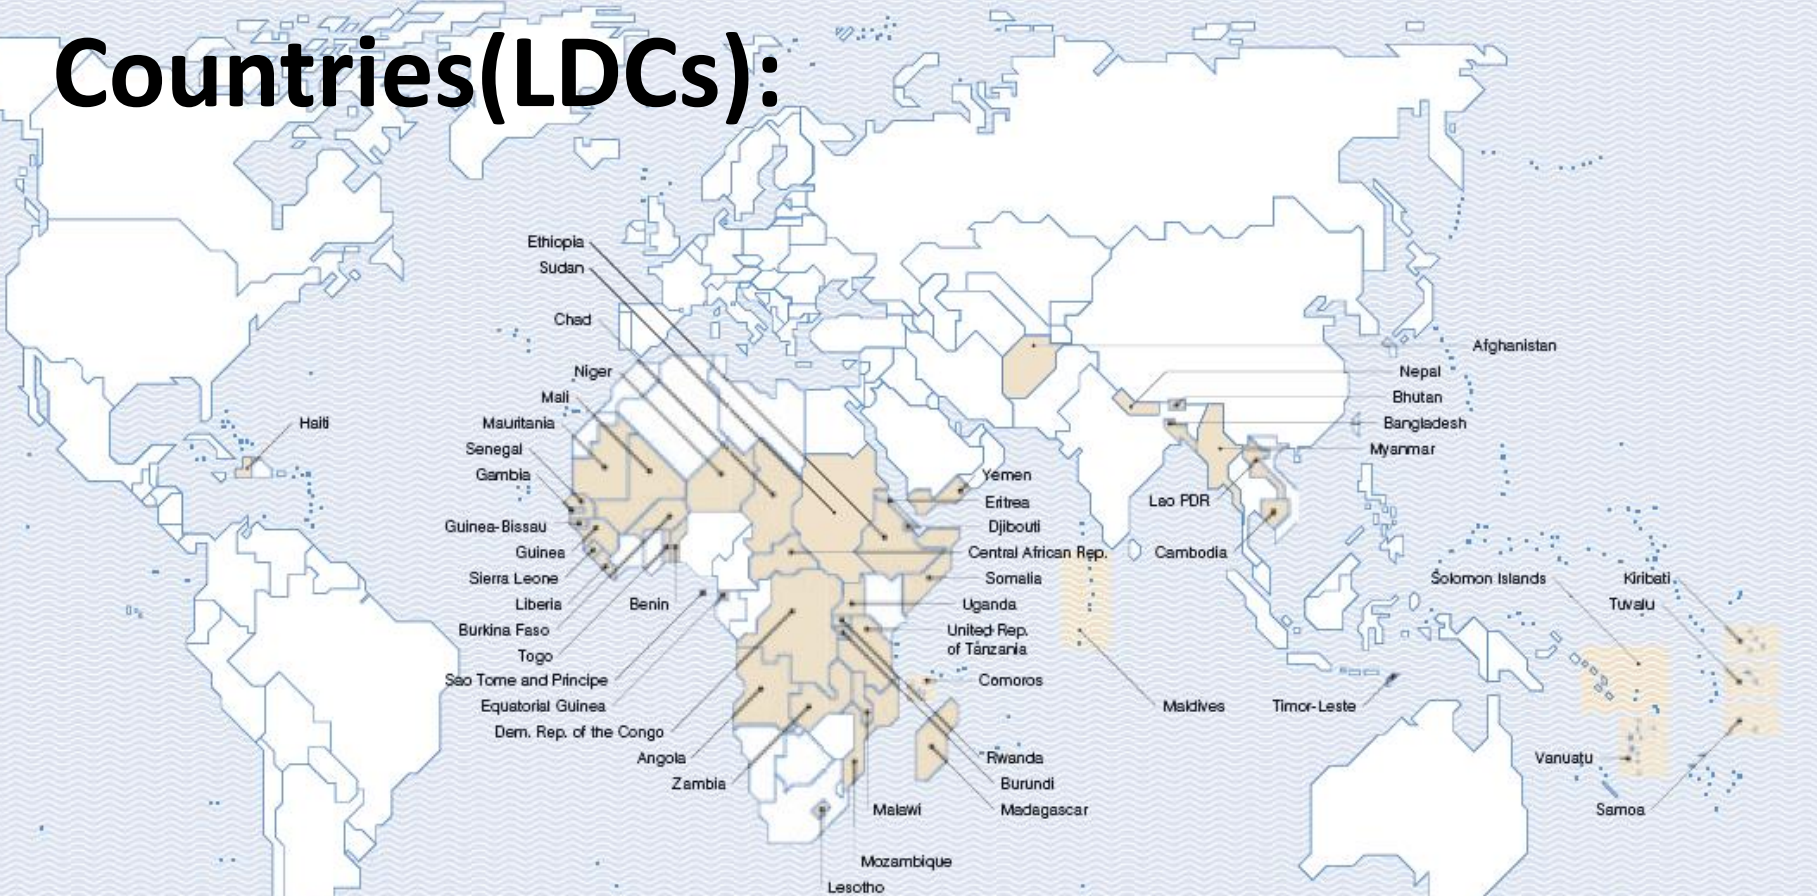 Countries(LDCs):
Ethiopia
Sudan
Chad
Niger
Mali
Mauritania
Senegal
Gambia
Guinea-Bissau
Guinea
Sierra Leone
Liberia
Benin
Burkina Faso
Togo
Sao Tome and Principe
Equatorial Guinea
Dem. Rep. of the Congo
Angola
Zambia
Haiti
Yemen
Eritrea
Djibouti
Central African Rep.
Somalia
Uganda
United Rep.
of Tanzania
Comoros
Rwanda
Burundi
Madagascar
Malawi
Mozambique
Lesotho
Afghanistan
Nepal
Bhutan
Bangladesh
Myanmar
Lao PDR
Cambodia
Maldives
Timor-Leste
Solomon Islands
Kiribati
Tuvalu
Vanuatu
Samoa